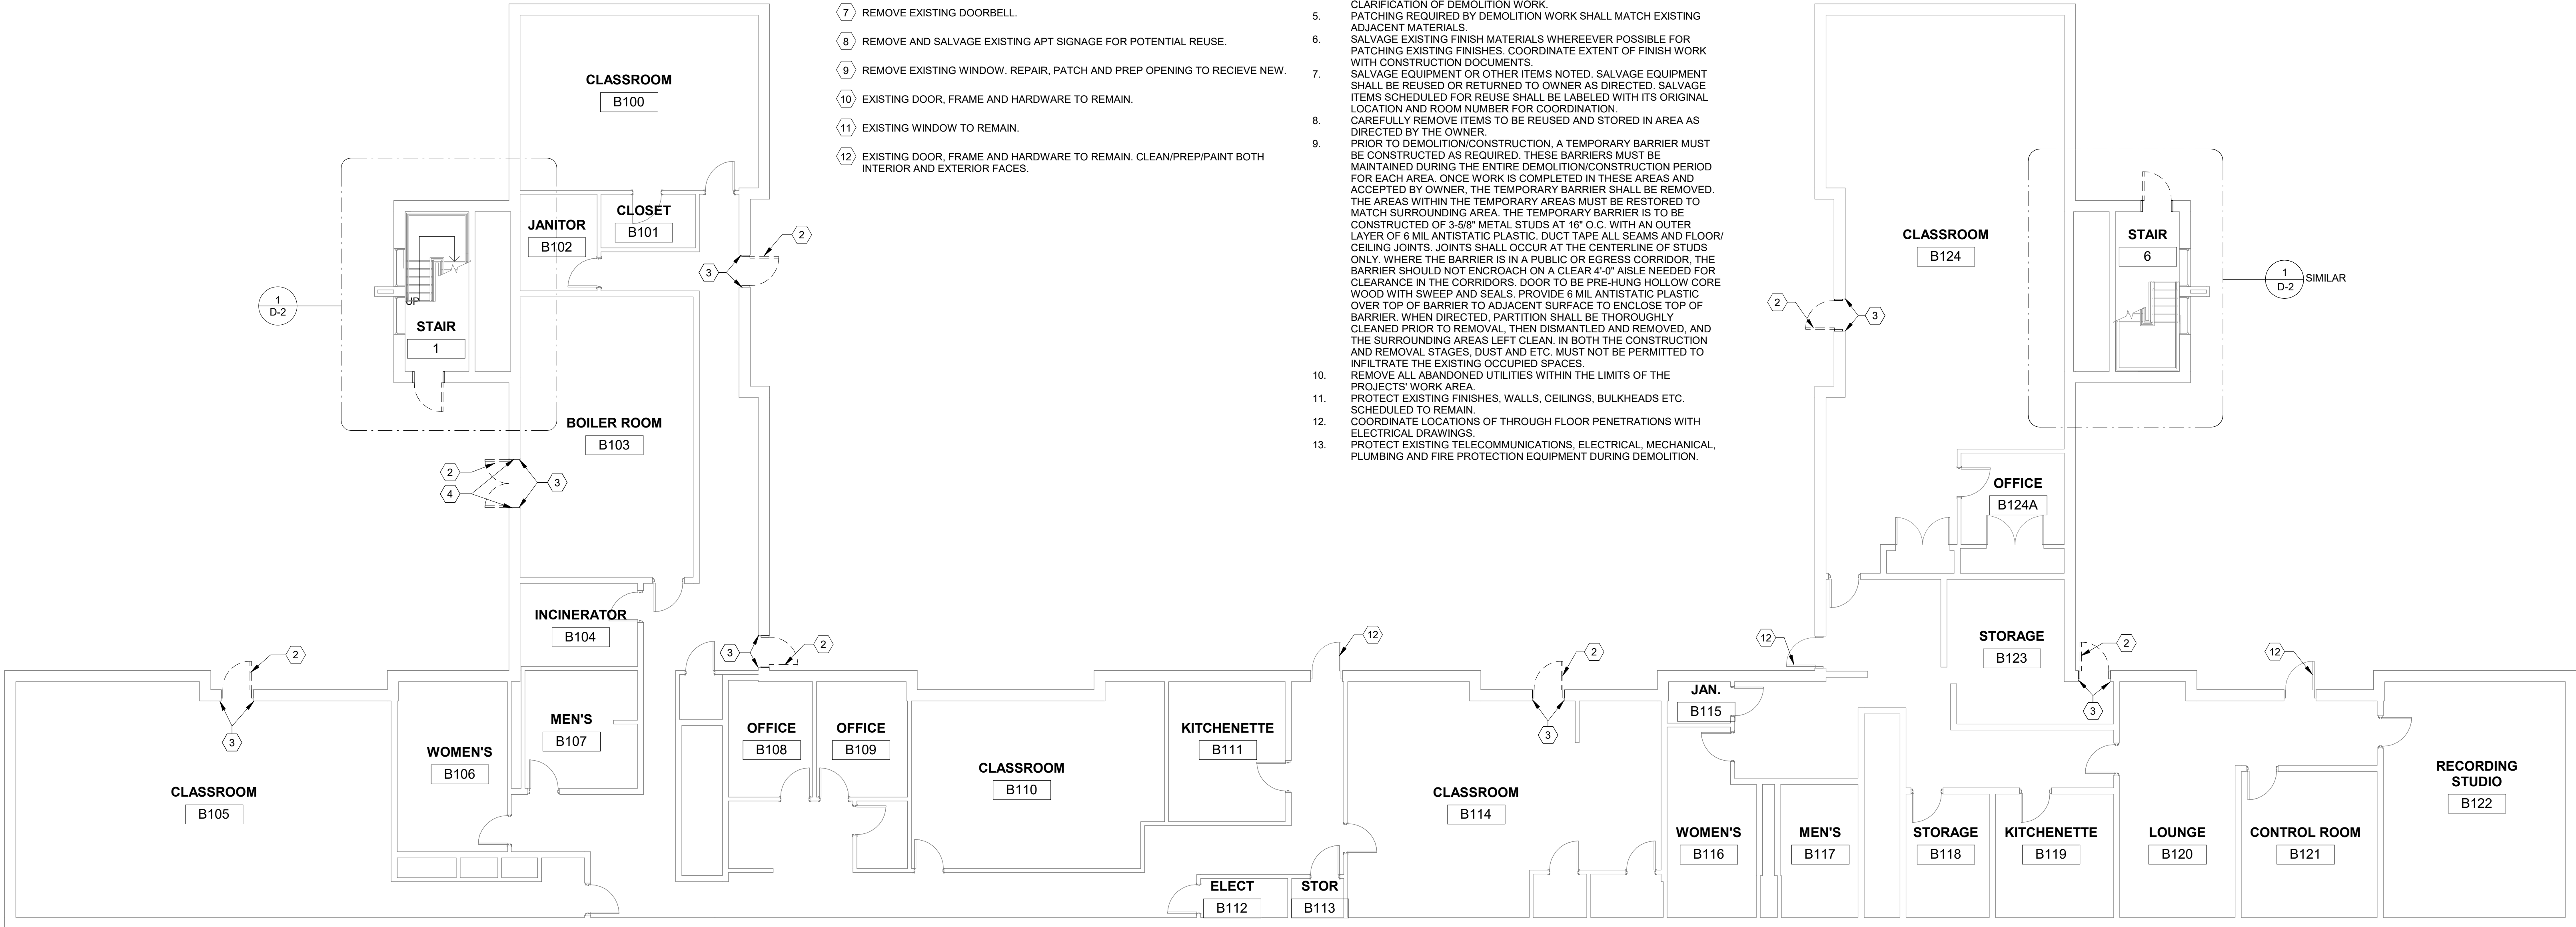 7 REMOVE EXISTING DOORBELL.
8 REMOVE AND SALVAGE EXISTING APT SIGNAGE FOR POTENTIAL REUSE.
9 REMOVE EXISTING WINDOW. REPAIR, PATCH AND PREP OPENING TO RECIEVE NEW.
10 EXISTING DOOR, FRAME AND HARDWARE TO REMAIN.
11 EXISTING WINDOW TO REMAIN.
12 EXISTING DOOR, FRAME AND HARDWARE TO REMAIN. CLEAN/PREP/PAINT BOTH
INTERIOR AND EXTERIOR FACES.
CLARIFICATION OF DEMOLITION WORK.
5. PATCHING REQUIRED BY DEMOLITION WORK SHALL MATCH EXISTING
ADJACENT MATERIALS.
6. SALVAGE EXISTING FINISH MATERIALS WHEREEVER POSSIBLE FOR
PATCHING EXISTING FINISHES. COORDINATE EXTENT OF FINISH WORK
WITH CONSTRUCTION DOCUMENTS.
7. SALVAGE EQUIPMENT OR OTHER ITEMS NOTED. SALVAGE EQUIPMENT
SHALL BE REUSED OR RETURNED TO OWNER AS DIRECTED. SALVAGE
ITEMS SCHEDULED FOR REUSE SHALL BE LABELED WITH ITS ORIGINAL
LOCATION AND ROOM NUMBER FOR COORDINATION.
8. CAREFULLY REMOVE ITEMS TO BE REUSED AND STORED IN AREA AS
DIRECTED BY THE OWNER.
9. PRIOR TO DEMOLITION/CONSTRUCTION, A TEMPORARY BARRIER MUST
BE CONSTRUCTED AS REQUIRED. THESE BARRIERS MUST BE
MAINTAINED DURING THE ENTIRE DEMOLITION/CONSTRUCTION PERIOD
FOR EACH AREA. ONCE WORK IS COMPLETED IN THESE AREAS AND
ACCEPTED BY OWNER, THE TEMPORARY BARRIER SHALL BE REMOVED.
THE AREAS WITHIN THE TEMPORARY AREAS MUST BE RESTORED TO
MATCH SURROUNDING AREA. THE TEMPORARY BARRIER IS TO BE
CONSTRUCTED OF 3-5/8" METAL STUDS AT 16" O.C. WITH AN OUTER
LAYER OF 6 MIL ANTISTATIC PLASTIC. DUCT TAPE ALL SEAMS AND FLOOR/
CEILING JOINTS. JOINTS SHALL OCCUR AT THE CENTERLINE OF STUDS
ONLY. WHERE THE BARRIER IS IN A PUBLIC OR EGRESS CORRIDOR, THE
BARRIER SHOULD NOT ENCROACH ON A CLEAR 4'-0" AISLE NEEDED FOR
CLEARANCE IN THE CORRIDORS. DOOR TO BE PRE-HUNG HOLLOW CORE
WOOD WITH SWEEP AND SEALS. PROVIDE 6 MIL ANTISTATIC PLASTIC
OVER TOP OF BARRIER TO ADJACENT SURFACE TO ENCLOSE TOP OF
BARRIER. WHEN DIRECTED, PARTITION SHALL BE THOROUGHLY
CLEANED PRIOR TO REMOVAL, THEN DISMANTLED AND REMOVED, AND
THE SURROUNDING AREAS LEFT CLEAN. IN BOTH THE CONSTRUCTION
AND REMOVAL STAGES, DUST AND ETC. MUST NOT BE PERMITTED TO
INFILTRATE THE EXISTING OCCUPIED SPACES.
10. REMOVE ALL ABANDONED UTILITIES WITHIN THE LIMITS OF THE
PROJECTS' WORK AREA.
11. PROTECT EXISTING FINISHES, WALLS, CEILINGS, BULKHEADS ETC.
SCHEDULED TO REMAIN.
12. COORDINATE LOCATIONS OF THROUGH FLOOR PENETRATIONS WITH
ELECTRICAL DRAWINGS.
13. PROTECT EXISTING TELECOMMUNICATIONS, ELECTRICAL, MECHANICAL,
PLUMBING AND FIRE PROTECTION EQUIPMENT DURING DEMOLITION.
CLASSROOM
B100
CLOSET
B101
JANITOR
B102
2
3
1
D-2
UP
STAIR
1
BOILER ROOM
B103
2
4
3
INCINERATOR
B104
3
2
2
3
CLASSROOM
B105
WOMEN'S
B106
MEN'S
B107
OFFICE
B108
OFFICE
B109
CLASSROOM
B110
KITCHENETTE
B111
12
ELECT
B112
STOR
B113
2
3
CLASSROOM
B114
JAN.
B115
WOMEN'S
B116
MEN'S
B117
STORAGE
B118
KITCHENETTE
B119
LOUNGE
B120
CONTROL ROOM
B121
RECORDING
STUDIO
B122
12
2
3
STORAGE
B123
12
CLASSROOM
B124
2
3
OFFICE
B124A
STAIR
6
1
D-2
SIMILAR